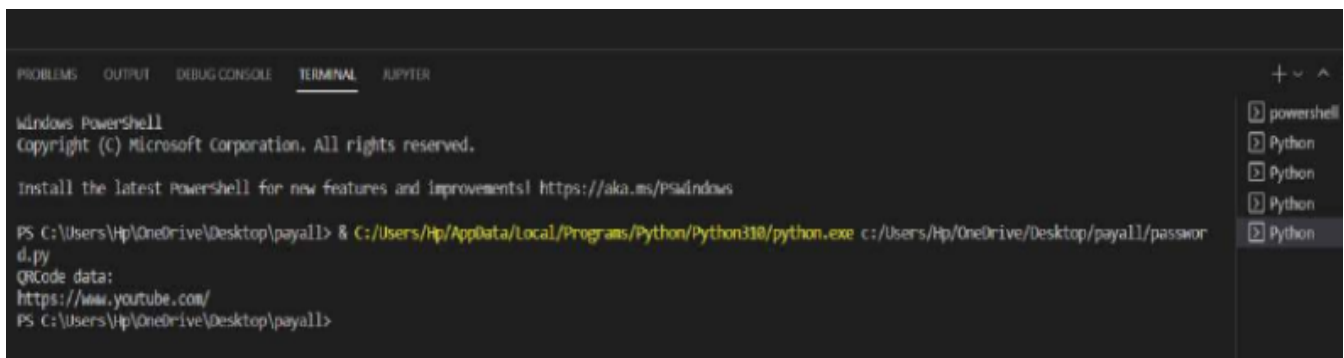 PROBLEMS OUTPUT DEBUG CONSOLE TERMINAL JUPYTER
Windows PowerShell
Copyright (C) Microsoft Corporation. All rights reserved.
Install the latest PowerShell for new features and improvements! https://aka.ms/PSWindows
PS C:\Users\Hp\OneDrive\Desktop\payall> & C:/Users/Hp/AppData/Local/Programs/Python/Python310/python.exe c:/Users/Hp/OneDrive/Desktop/payall/passwor
d.py
QRCode data:
https://www.youtube.com/
PS C:\Users\Hp\OneDrive\Desktop\payall>
powershell
Python
Python
Python
Python